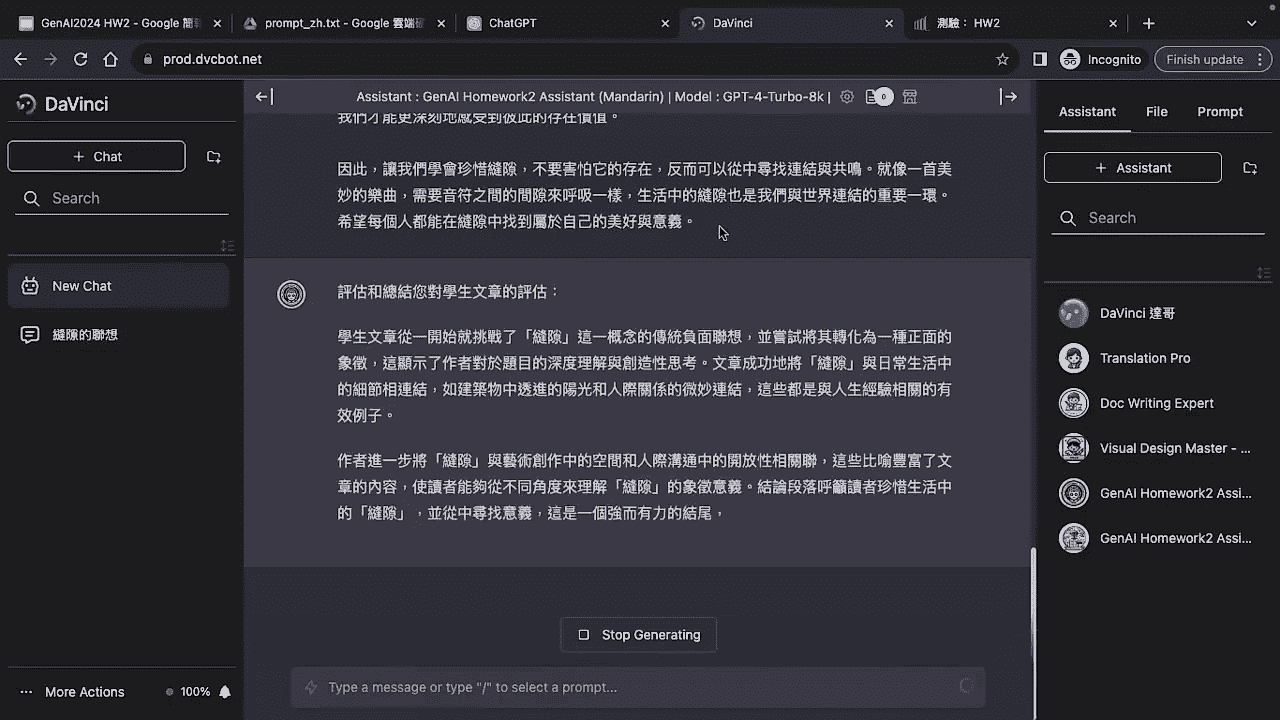 GenAI2024 HW2 - Google 簡報
prompt_zh.txt - Google 雲端硬
ChatGPT
DaVinci
測驗： HW2
prod.dvcbot.net
Incognito
Finish update
DaVinci
Assistant : GenAI Homework2 Assistant (Mandarin) | Model : GPT-4-Turbo-8k |
0
Assistant
File
Prompt
+ Chat
Search
New Chat
縫隙的聯想
我們才能更深刻地感受到彼此的存在價值。
因此，讓我們學會珍惜縫隙，不要害怕它的存在，反而可以從中尋找連結與共鳴。就像一首美
妙的樂曲，需要音符之間的間隙來呼吸一樣，生活中的縫隙也是我們與世界連結的重要一環。
希望每個人都能在縫隙中找到屬於自己的美好與意義。
評估和總結您對學生文章的評估：
學生文章從一開始就挑戰了「縫隙」這一概念的傳統負面聯想，並嘗試將其轉化為一種正面的
象徵，這顯示了作者對於題目的深度理解與創造性思考。文章成功地將「縫隙」與日常生活中
的細節相連結，如建築物中透進的陽光和人際關係的微妙連結，這些都是與人生經驗相關的有
效例子。
作者進一步將「縫隙」與藝術創作中的空間和人際溝通中的開放性相關聯，這些比喻豐富了文
章的內容，使讀者能夠從不同角度來理解「縫隙」的象徵意義。結論段落呼籲讀者珍惜生活中
的「縫隙」，並從中尋找意義，這是一個強而有力的結尾，
Stop Generating
Type a message or type "/" to select a prompt...
More Actions
100%
+ Assistant
Search
DaVinci 達哥
Translation Pro
Doc Writing Expert
Visual Design Master - ...
GenAI Homework2 Assi...
GenAI Homework2 Assi...